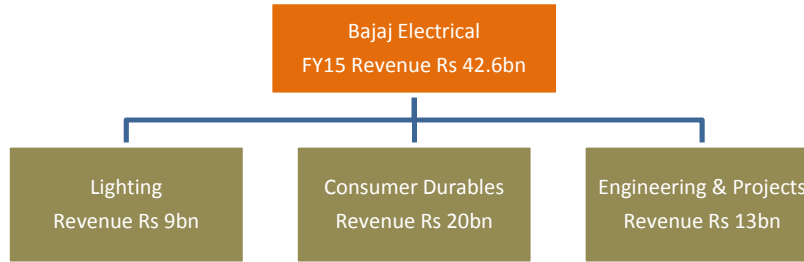 Bajaj Electrical
FY15 Revenue Rs 42.6bn
Lighting
Revenue Rs 9bn
Consumer Durables
Revenue Rs 20bn
Engineering & Projects
Revenue Rs 13bn